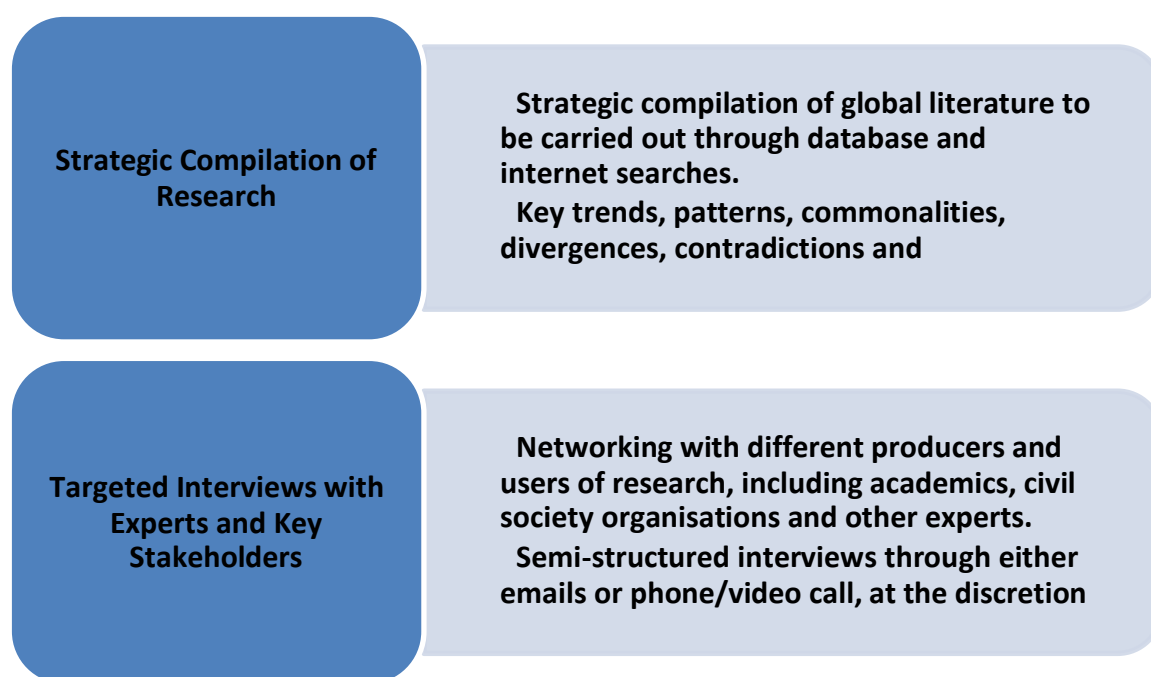 Strategic Compilation of
Research
Strategic compilation of global literature to
be carried out through database and
internet searches.
Key trends, patterns, commonalities,
divergences, contradictions and
Targeted Interviews with
Experts and Key
Stakeholders
Networking with different producers and
users of research, including academics, civil
society organisations and other experts.
Semi-structured interviews through either
emails or phone/video call, at the discretion